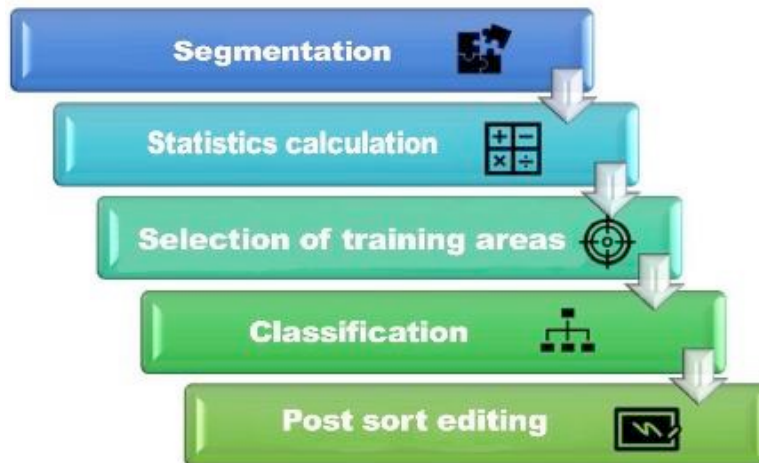 Segmentation
Statistics calculation
Selection of training areas
Classification
Post sort editing